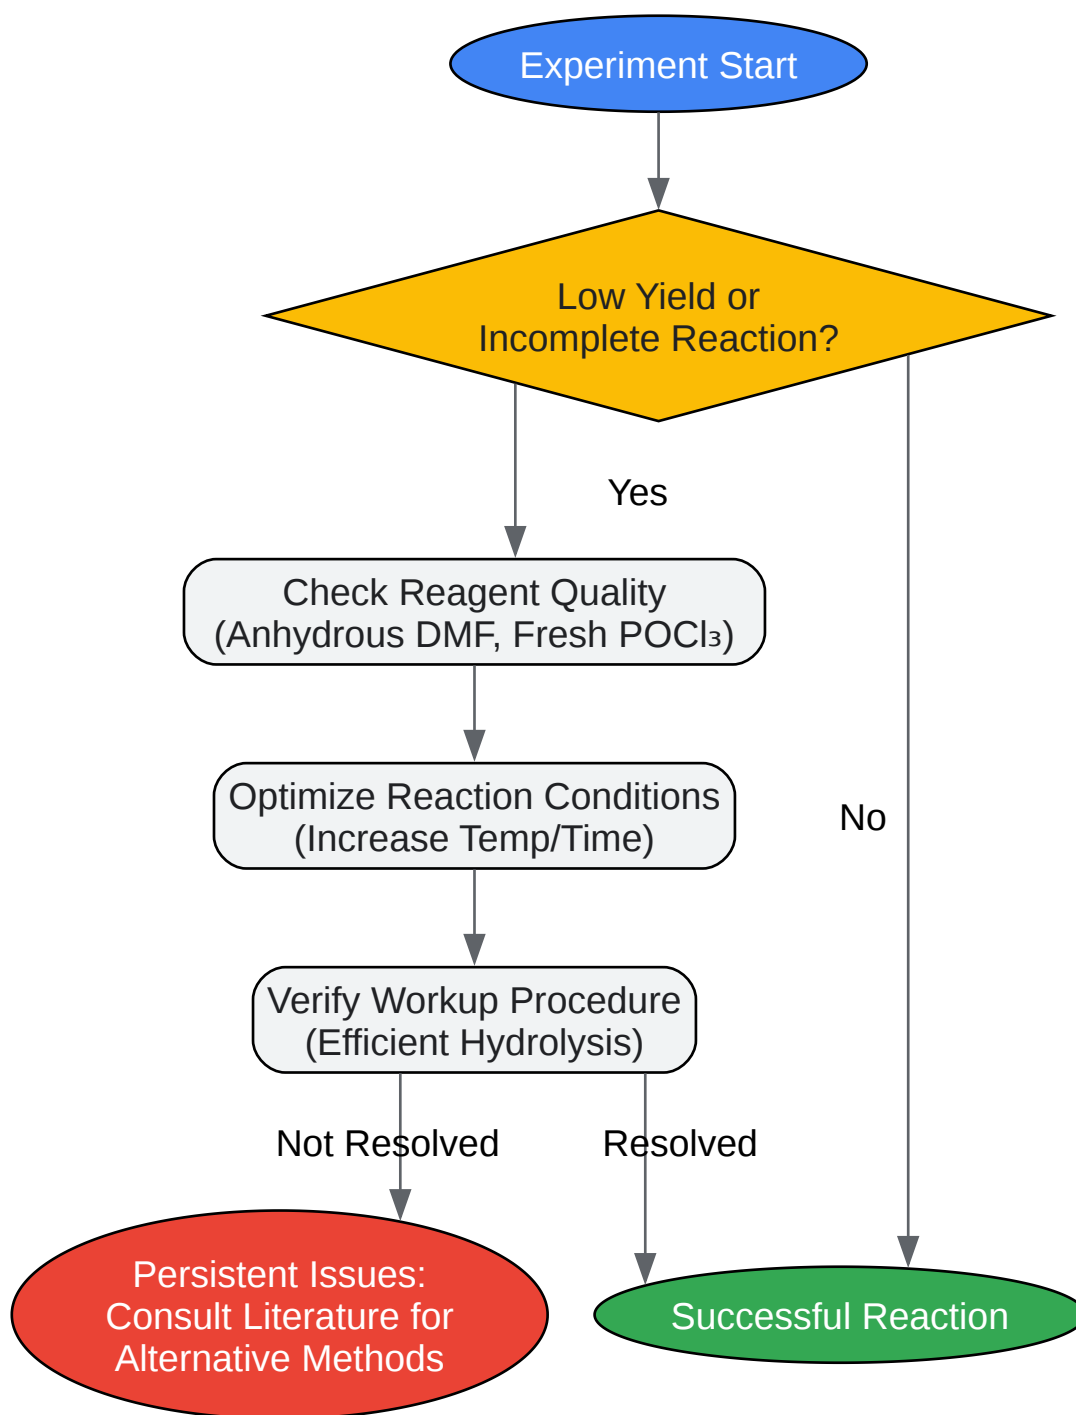 Experiment Start
Low Yield or
Incomplete Reaction?
Yes
Check Reagent Quality
(Anhydrous DMF, Fresh POCl₃)
Optimize Reaction Conditions
(Increase Temp/Time)
No
Verify Workup Procedure
(Efficient Hydrolysis)
Not Resolved
Resolved
Persistent Issues:
Consult Literature for
Alternative Methods
Successful Reaction